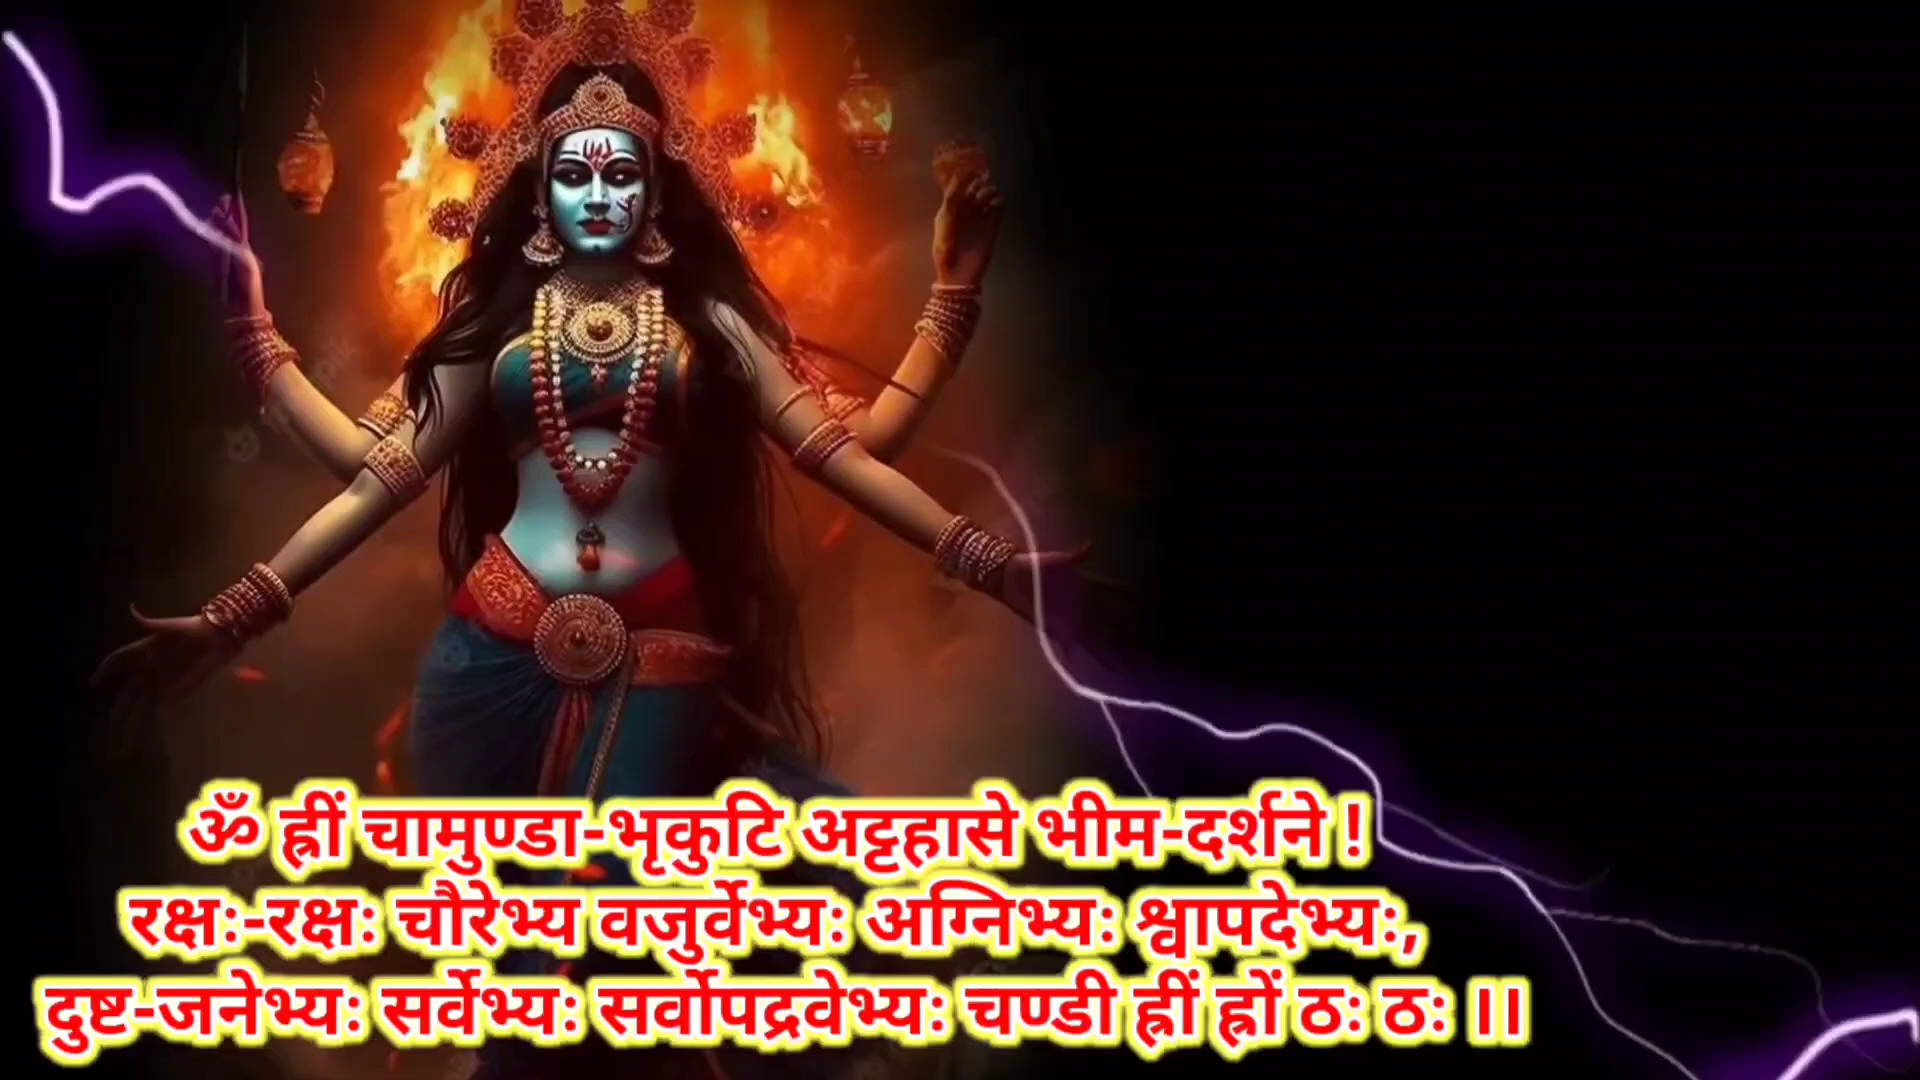 ॐ ह्रीं चामुण्डा-भृकुटि अट्टहासे भीम-दर्शने !
रक्षः-रक्षः चौरेभ्य वजुर्वेभ्यः अग्निभ्यः श्वापदेभ्यः,
दुष्ट-जनेभ्यः सर्वेभ्यः सर्वोपद्रवेभ्यः चण्डी ह्रीं ह्रों ठः ठः ।।